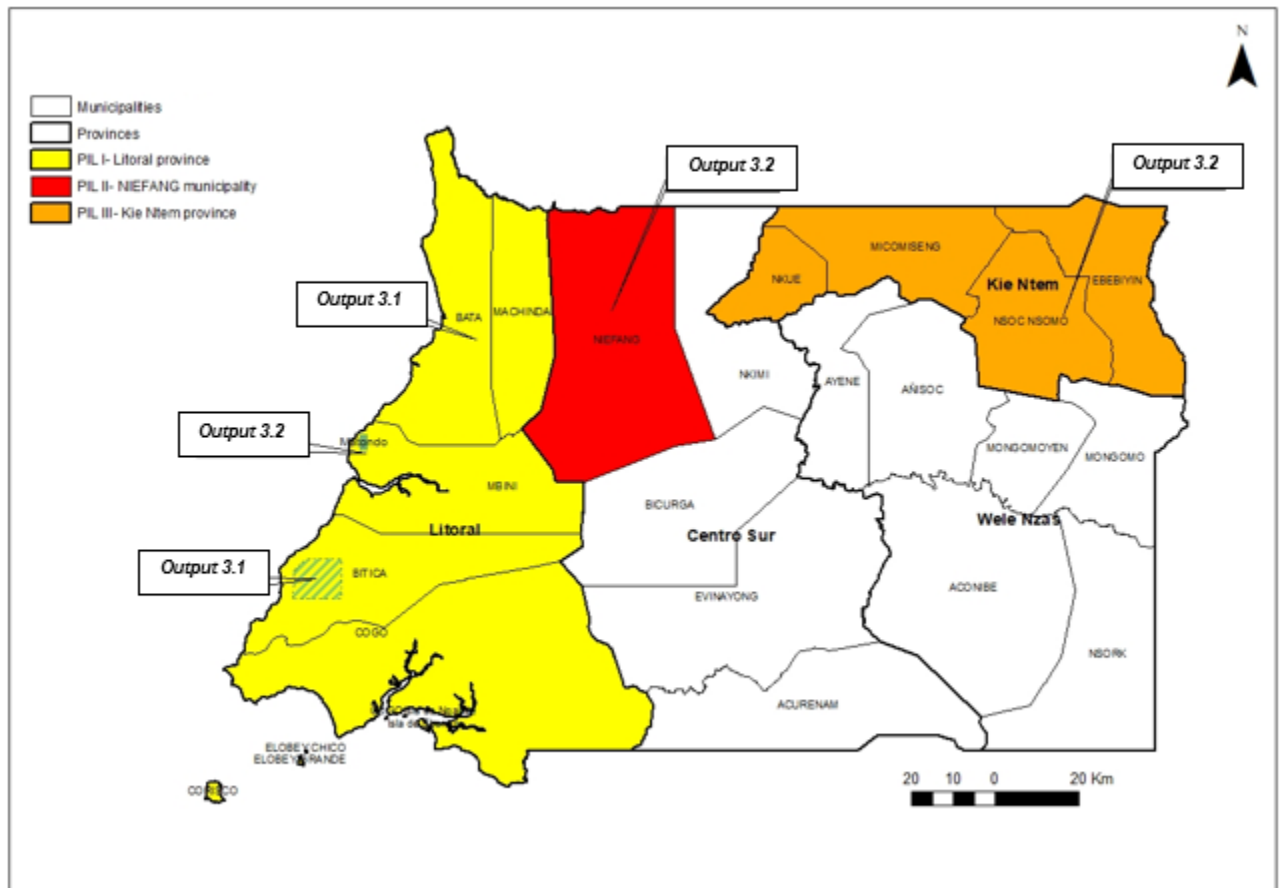 N
Municipalities
Provinces
PIL I- Litoral province
PIL II- NIEFANG municipality
PIL III- Kie Ntem province
Output 3.2
Output 3.2
Output 3.1
Output 3.2
Output 3.1
BATA
MACHINDA
NIEFANG
NKIMI
NKUE
MICOMISENG
Kie Ntem
EBEBIYIN
NSOC NSOMO
AYENE
AÑISOC
MONGOMOYEN
MONGOMO
MBINI
Litoral
BICURGA
Centro Sur
Wele Nzas
BITICA
EVINAYONG
ACONIBE
COGO
NSORK
ACURENAM
Isla de
ELOBEY CHICO
ELOBEY GRANDE
CORISCO
20 10 0 20 Km